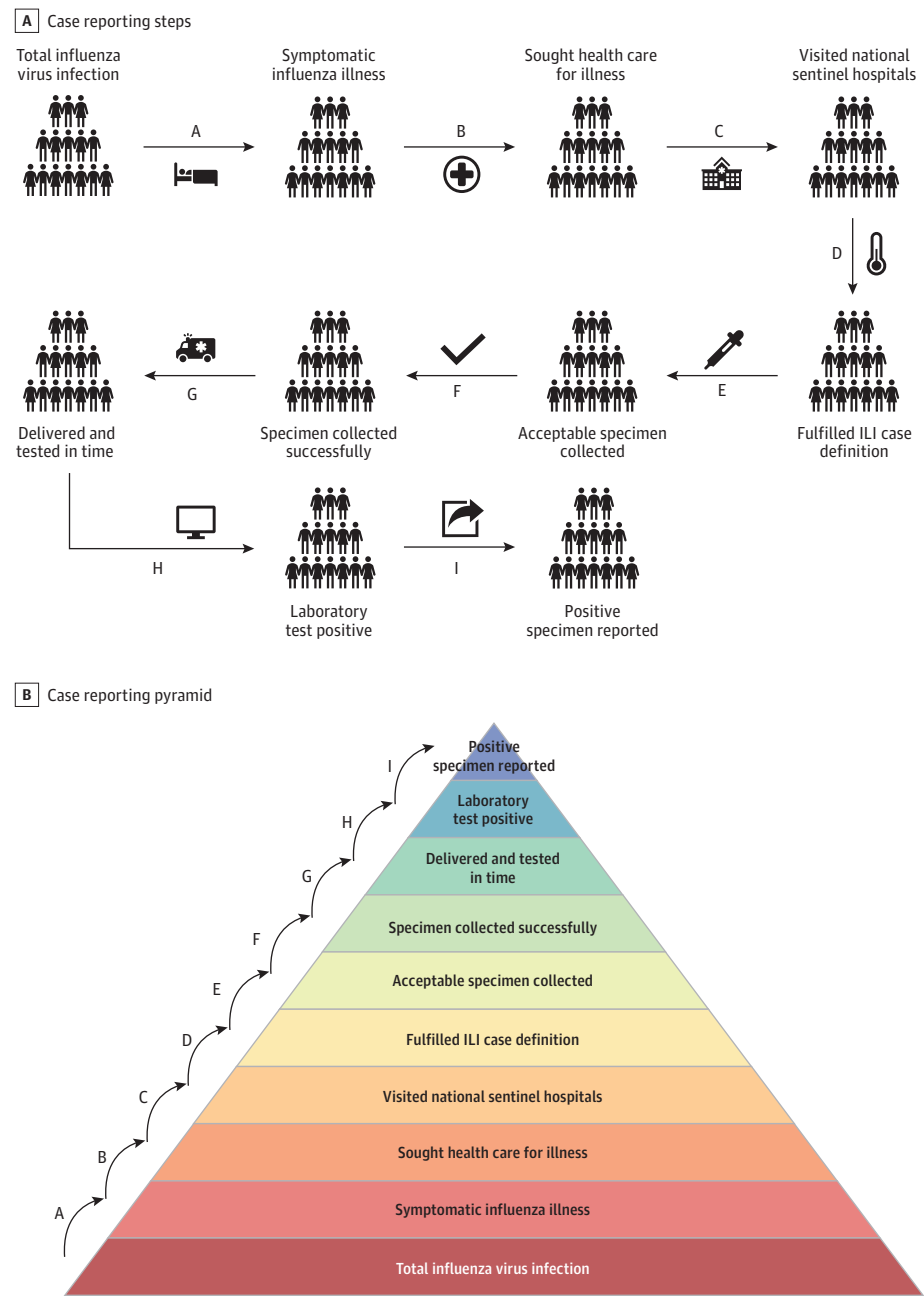 A Case reporting steps
Total influenza
virus infection
Symptomatic
influenza illness
Sought health care
for illness
Visited national
sentinel hospitals
A
B
C
D
G
F
E
Delivered and
tested in time
Specimen collected
successfully
Acceptable specimen
collected
Fulfilled ILI case
definition
H
I
Laboratory
test positive
Positive
specimen reported
B Case reporting pyramid
I
Positive
specimen reported
H
Laboratory
test positive
G
Delivered and tested
in time
F
Specimen collected successfully
E
Acceptable specimen collected
D
Fulfilled ILI case definition
C
Visited national sentinel hospitals
B
Sought health care for illness
A
Symptomatic influenza illness
Total influenza virus infection